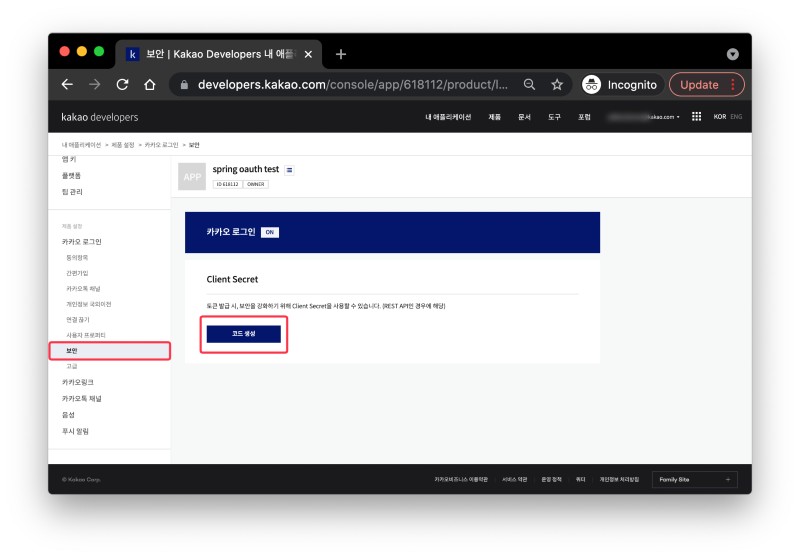 k 보안 | Kakao Developers 내 애플
developers.kakao.com/console/app/618112/product/l...
Incognito
Update
kakao developers
내 애플리케이션 제품 문서 도구 포럼
kakao.com
KOR ENG
내 애플리케이션 > 제품 설정 > 카카오 로그인 > 보안
앱 키
플랫폼
팀 관리
APP
spring oauth test
ID 618112 OWNER
제품 설정
카카오 로그인
동의항목
간편가입
카카오톡 채널
개인정보 국외이전
연결 끊기
사용자 프로퍼티
보안
고급
카카오링크
카카오톡 채널
음성
푸시 알림
카카오 로그인 ON
Client Secret
토큰 발급 시, 보안을 강화하기 위해 Client Secret을 사용할 수 있습니다. (REST API인 경우에 해당)
코드 생성
© Kakao Corp.
카카오비즈니스 이용약관 서비스 약관 운영 정책 쿼터 개인정보 처리방침
Family Site